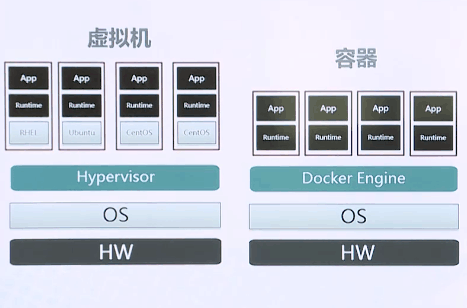 虚拟机
App App App App
Runtime Runtime Runtime Runtime
RHEL Ubuntu CentOS CentOS
Hypervisor
OS
HW
容器
App App App App
Runtime Runtime Runtime Runtime
Docker Engine
OS
HW